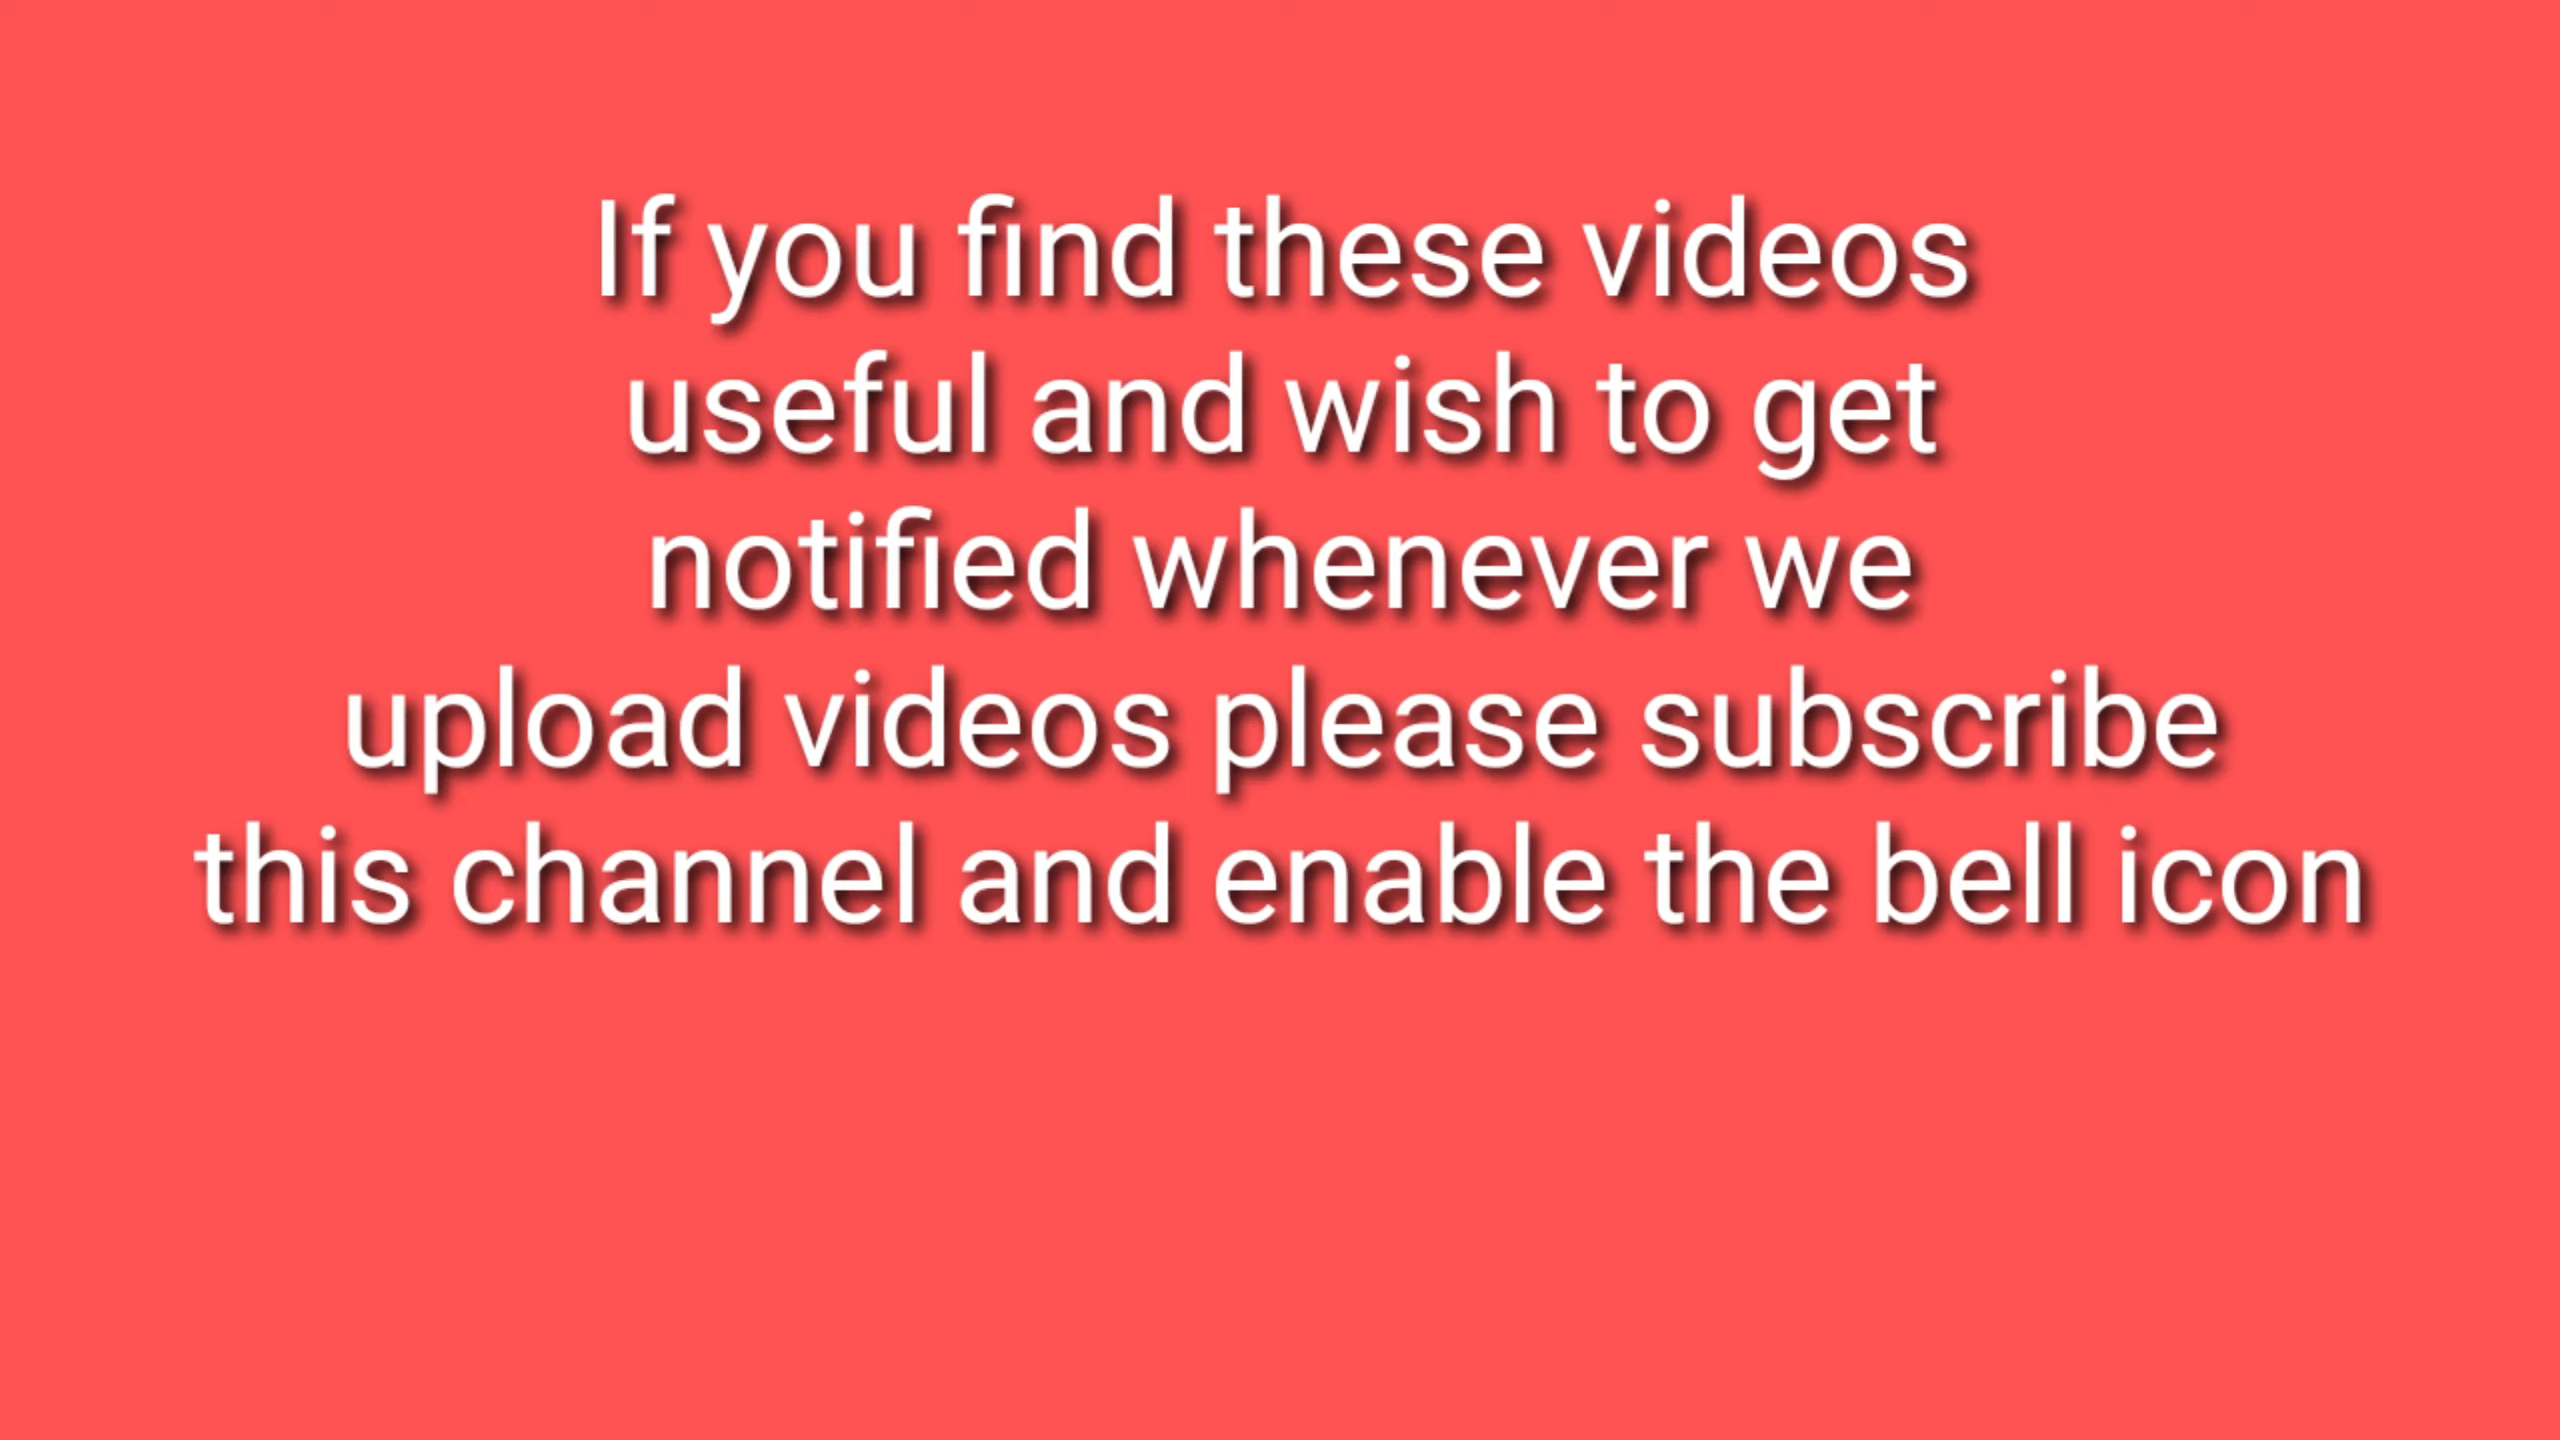 If you find these videos
useful and wish to get
notified whenever we
upload videos please subscribe
this channel and enable the bell icon